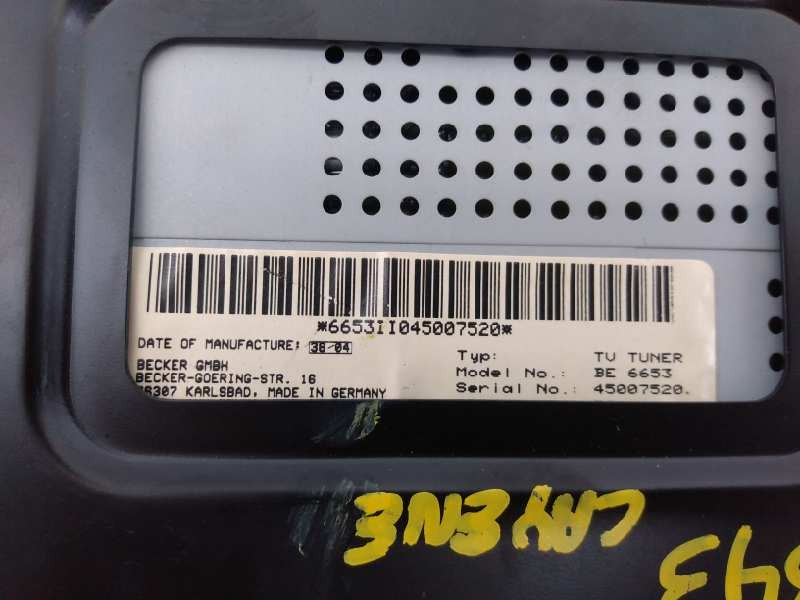 *6653II045007520*
DATE OF MANUFACTURE: 38-04
BECKER GMBH
BECKER-GOERING-STR. 16
76307 KARLSBAD, MADE IN GERMANY
Typ: TV TUNER
Model No.: BE 6653
Serial No.: 45007520.
CAYENE